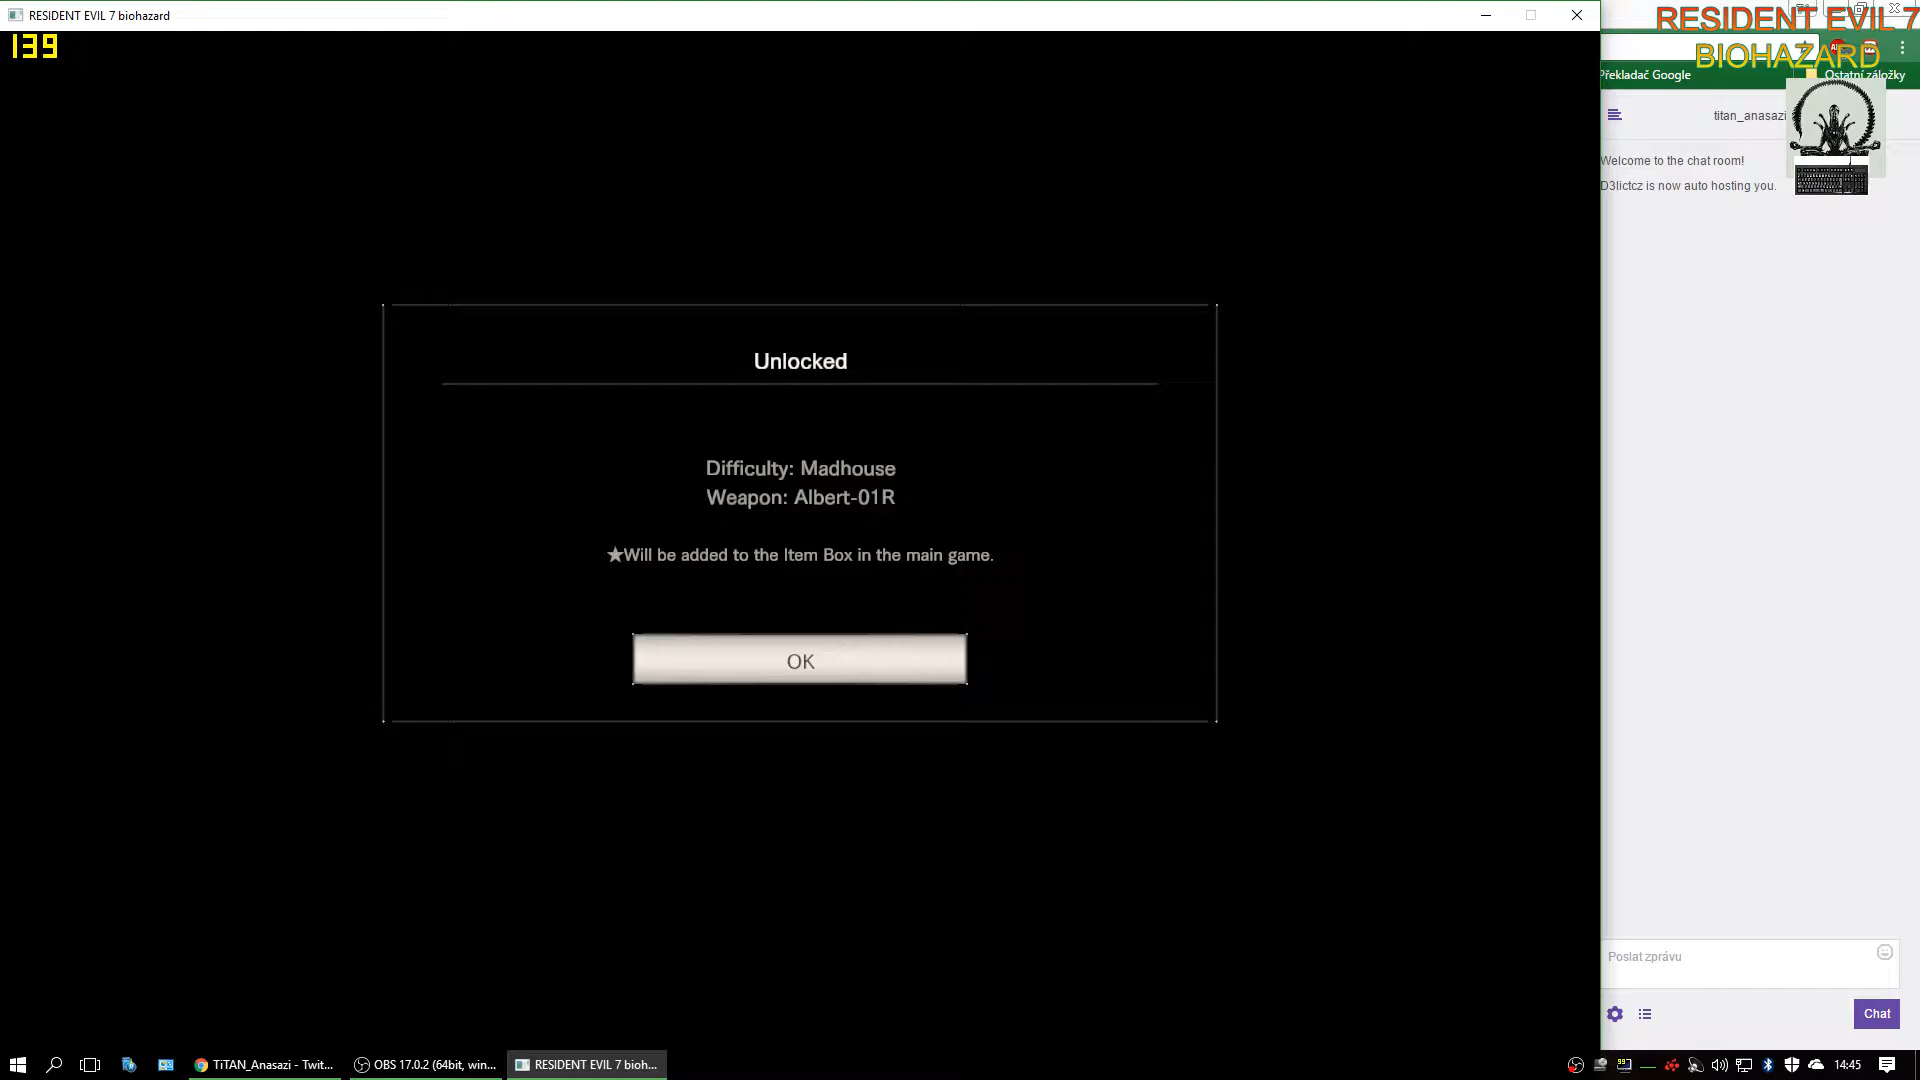 RESIDENT EVIL 7 biohazard
139
RESIDENT EVIL 7
BIOHAZARD
Překladač Google
Ostatní záložky
titan_anasazi
Welcome to the chat room!
D3lictcz is now auto hosting you.
Unlocked
Difficulty: Madhouse
Weapon: Albert-01R
★Will be added to the Item Box in the main game.
OK
Poslat zprávu
Chat
TiTAN_Anasazi - Twit...
OBS 17.0.2 (64bit, win...
RESIDENT EVIL 7 bioh...
14:45